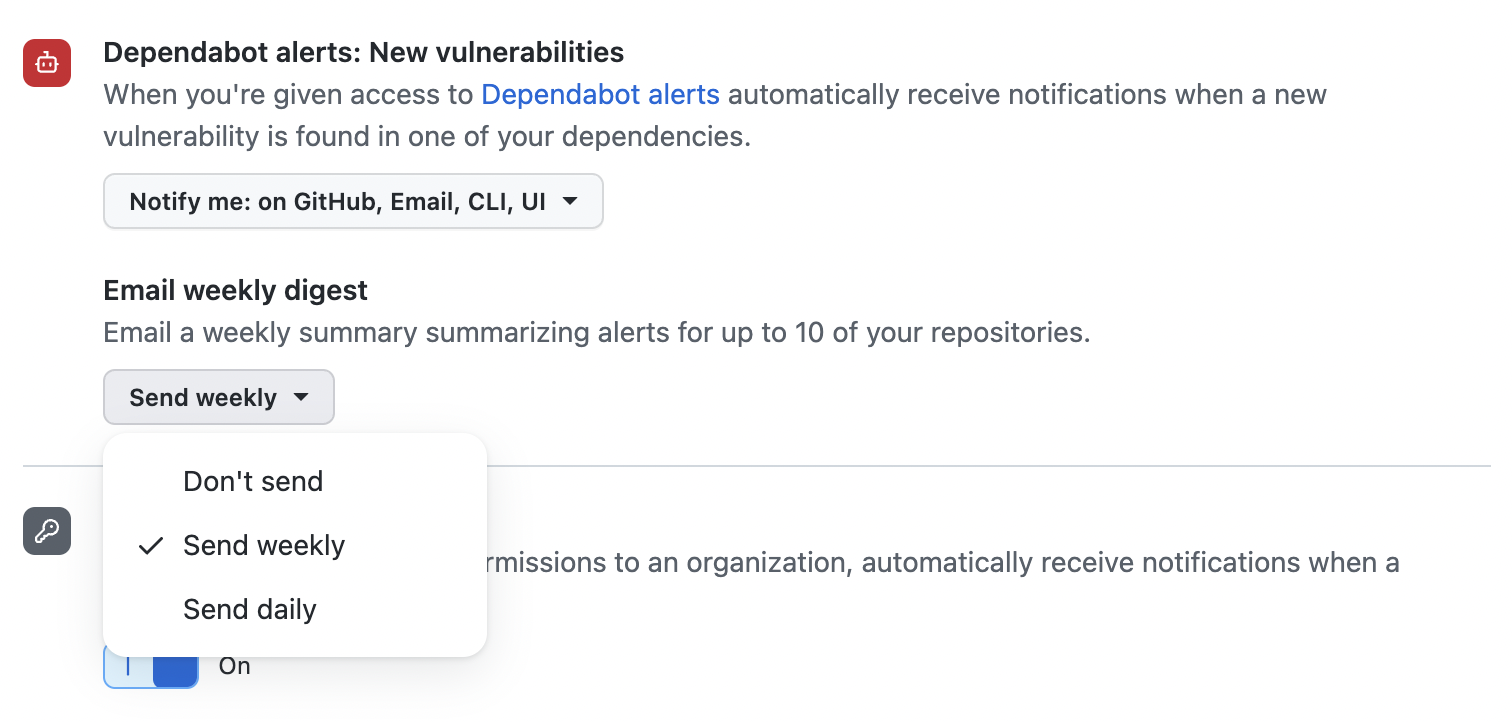 Dependabot alerts: New vulnerabilities
When you're given access to Dependabot alerts automatically receive notifications when a new
vulnerability is found in one of your dependencies.
Notify me: on GitHub, Email, CLI, UI
Email weekly digest
Email a weekly summary summarizing alerts for up to 10 of your repositories.
Send weekly
Don't send
Send weekly
Send daily
rmissions to an organization, automatically receive notifications when a
On